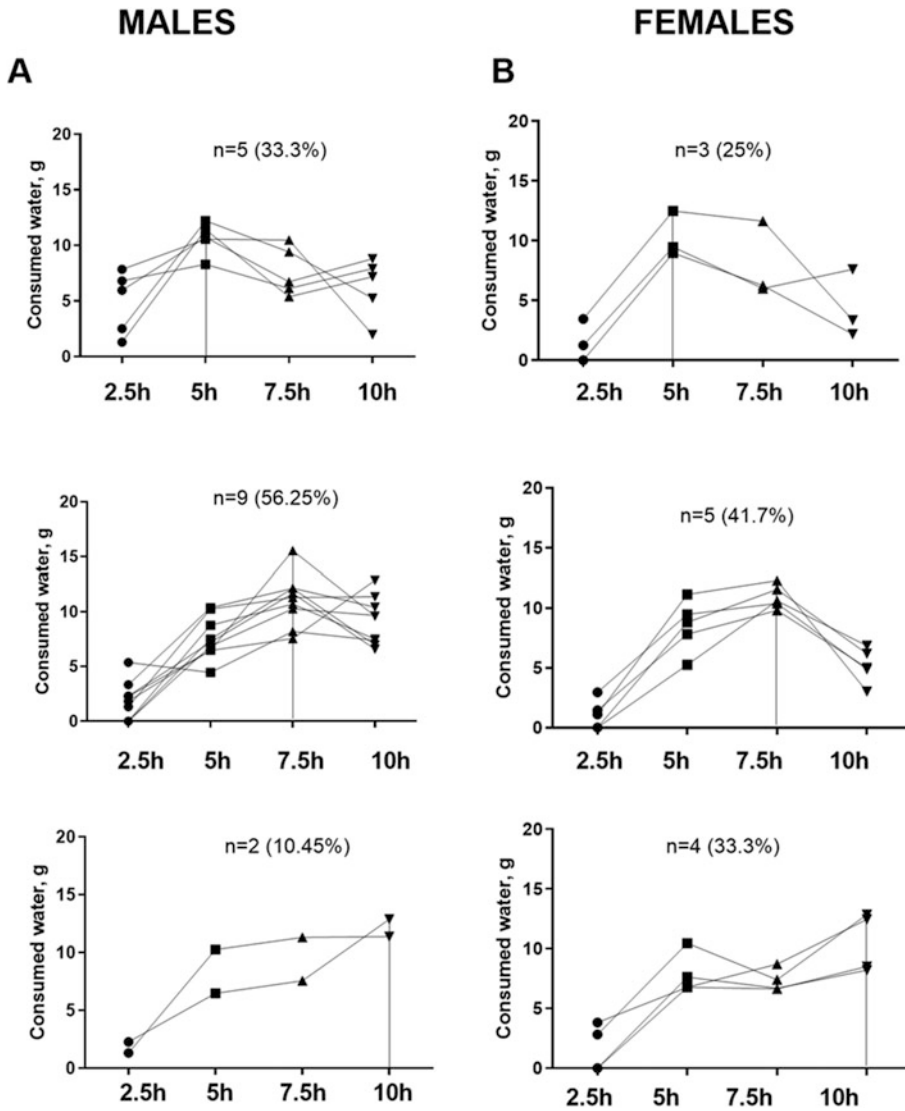 MALES
FEMALES
A
B
Consumed water, g
20
15
10
5
0
n=5 (33.3%)
2.5h 5h 7.5h 10h
Consumed water, g
20
15
10
5
0
n=3 (25%)
2.5h 5h 7.5h 10h
Consumed water, g
20
15
10
5
0
n=9 (56.25%)
2.5h 5h 7.5h 10h
Consumed water, g
20
15
10
5
0
n=5 (41.7%)
2.5h 5h 7.5h 10h
Consumed water, g
20
15
10
5
0
n=2 (10.45%)
2.5h 5h 7.5h 10h
Consumed water, g
20
15
10
5
0
n=4 (33.3%)
2.5h 5h 7.5h 10h